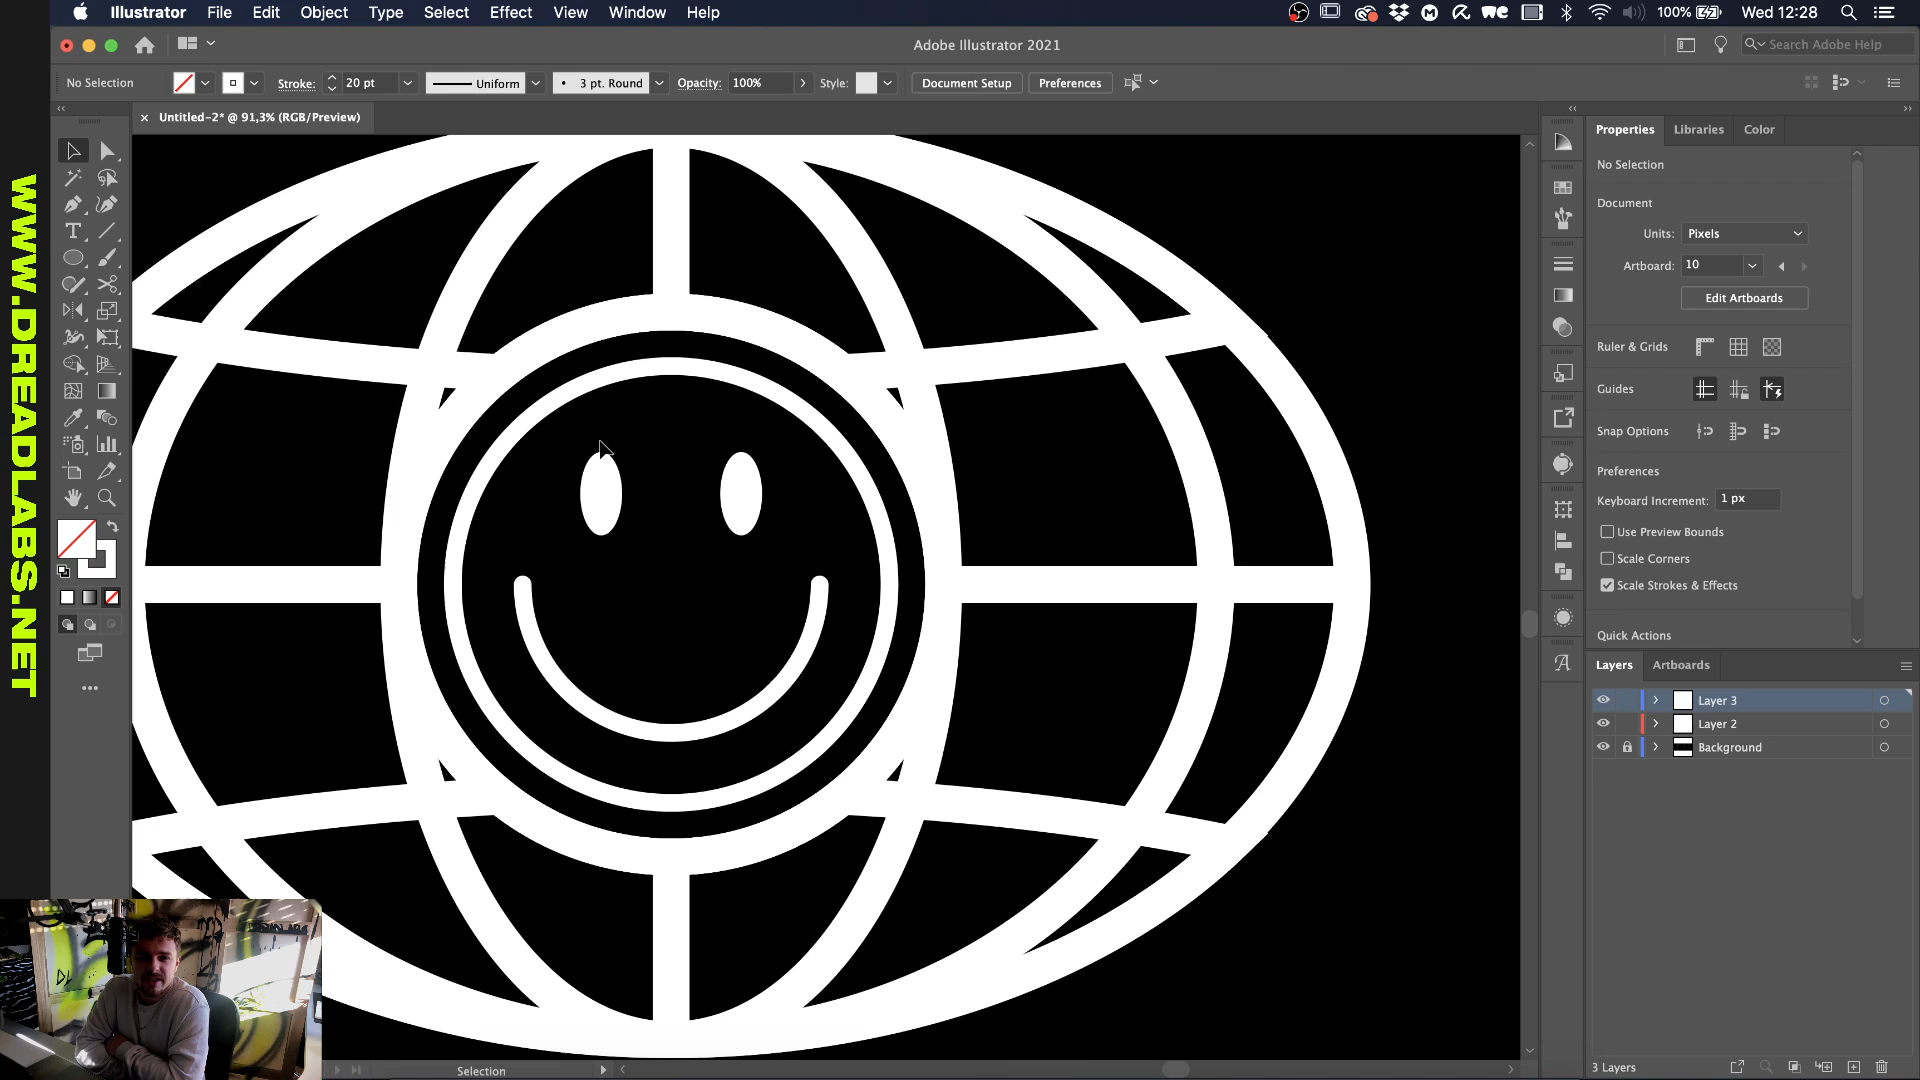 Illustrator File Edit Object Type Select Effect View Window Help
100% Wed 12:28
Adobe Illustrator 2021
Search Adobe Help
No Selection
Stroke: 20 pt
Uniform
3 pt. Round
Opacity: 100%
Style:
Document Setup
Preferences
Untitled-2* @ 91,3% (RGB/Preview)
WWW.DREADLABS.NET
Properties Libraries Color
No Selection
Document
Units: Pixels
Artboard: 10
Edit Artboards
Ruler & Grids
Guides
Snap Options
Preferences
Keyboard Increment: 1 px
Use Preview Bounds
Scale Corners
Scale Strokes & Effects
Quick Actions
Layers Artboards
Layer 3
Layer 2
Background
3 Layers
Selection